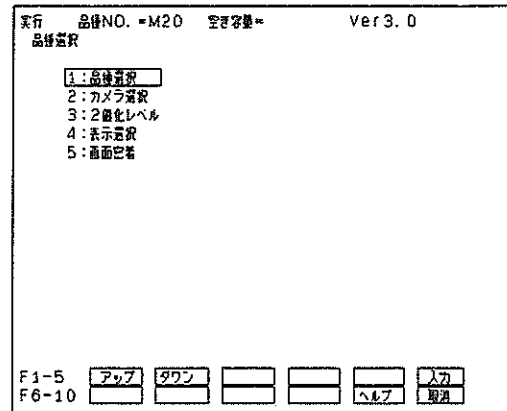 実行 品種NO.=M20 空き容量= Ver3.0
品種選択
1:品種選択
2:カメラ選択
3:2値化レベル
4:表示選択
5:画面密着
F1-5 アップ ダウン 入力
F6-10 ヘルプ 取消